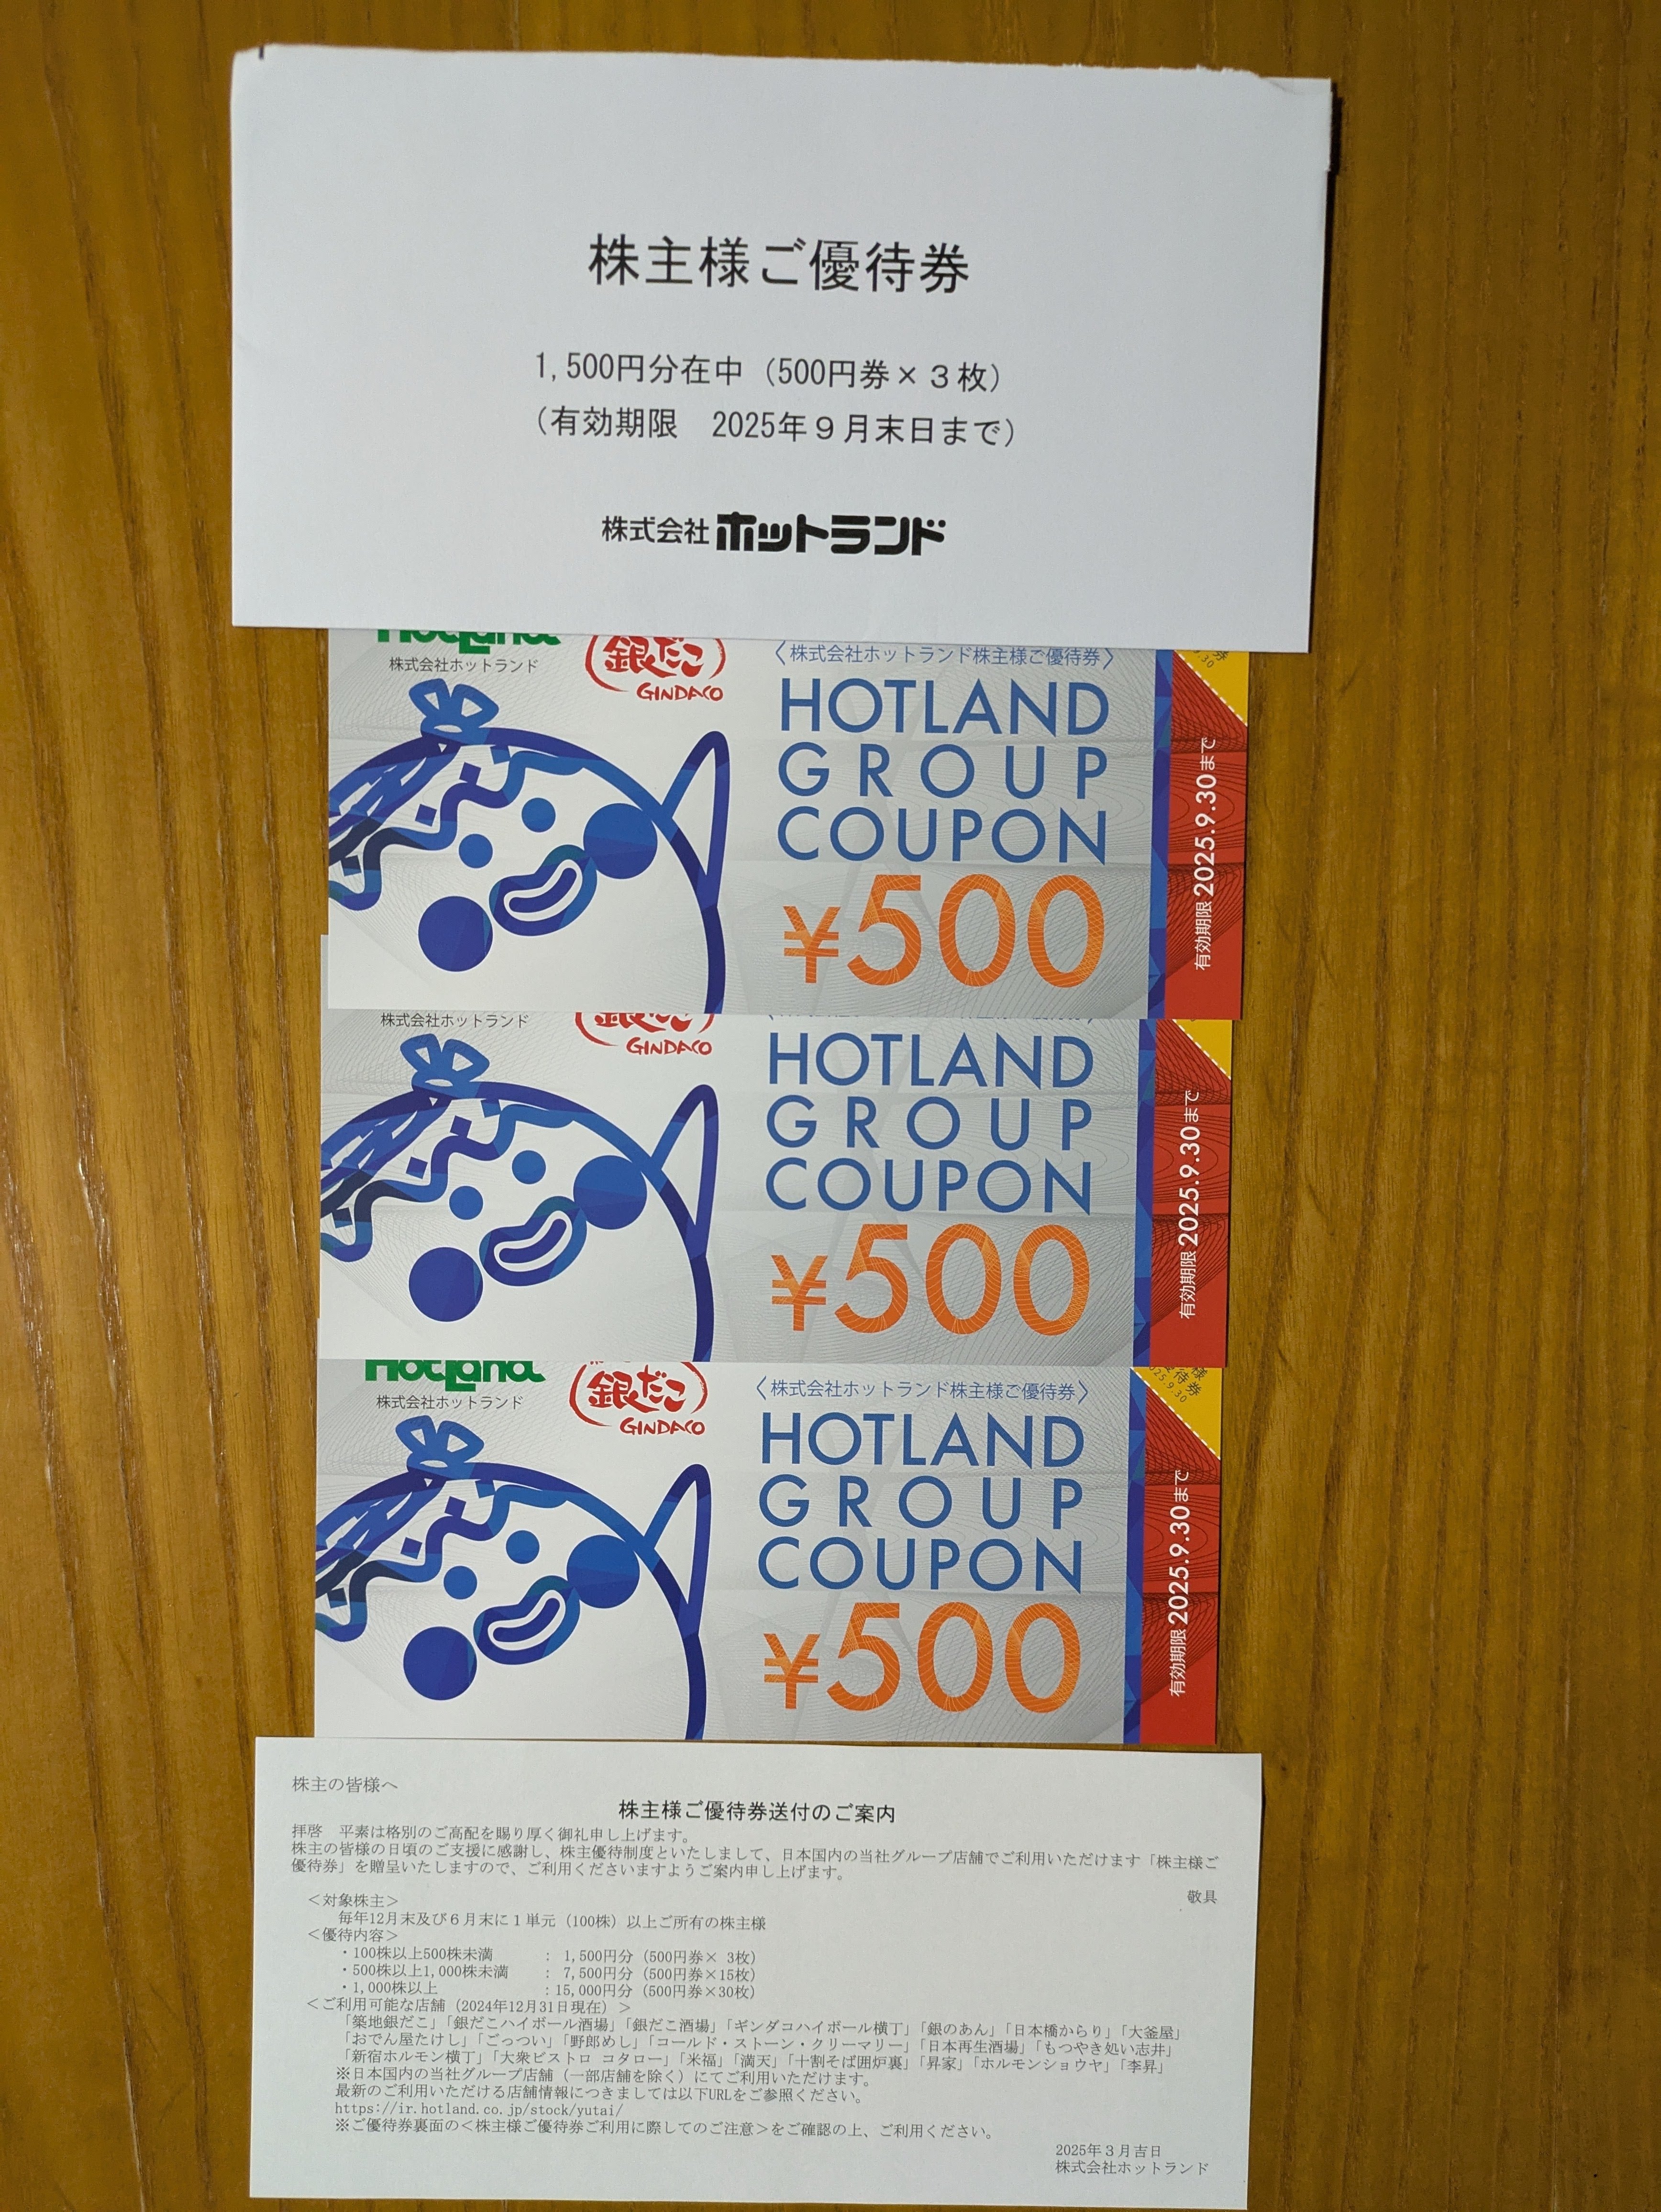 株主様ご優待券
1,500円分在中（500円券×３枚）
（有効期限　2025年９月末日まで）
株式会社ホットランド
HotLand
株式会社ホットランド
銀だこ
GINDACO
〈株式会社ホットランド株主様ご優待券〉
HOTLAND
GROUP
COUPON
¥500
有効期限 2025.9.30まで
株式会社ホットランド
銀だこ
GINDACO
HOTLAND
GROUP
COUPON
¥500
有効期限 2025.9.30まで
HotLand
株式会社ホットランド
銀だこ
GINDACO
〈株式会社ホットランド株主様ご優待券〉
HOTLAND
GROUP
COUPON
¥500
有効期限 2025.9.30まで
株主の皆様へ
株主様ご優待券送付のご案内
拝啓　平素は格別のご高配を賜り厚く御礼申し上げます。
株主の皆様の日頃のご支援に感謝し、株主優待制度といたしまして、日本国内の当社グループ店舗でご利用いただけます「株主様ご
優待券」を贈呈いたしますので、ご利用くださいますようご案内申し上げます。
敬具
＜対象株主＞
毎年12月末及び６月末に１単元（100株）以上ご所有の株主様
＜優待内容＞
・100株以上500株未満　：　1,500円分（500円券× 3枚）
・500株以上1,000株未満　：　7,500円分（500円券×15枚）
・1,000株以上　：15,000円分（500円券×30枚）
＜ご利用可能な店舗（2024年12月31日現在）＞
「築地銀だこ」「銀だこハイボール酒場」「銀だこ酒場」「ギンダコハイボール横丁」「銀のあん」「日本橋からり」「大釜屋」
「おでん屋たけし」「ごっつい」「野郎めし」「コールド・ストーン・クリーマリー」「日本再生酒場」「もつやき処い志井」
「新宿ホルモン横丁」「大衆ビストロ コタロー」「米福」「満天」「十割そば囲炉裏」「昇家」「ホルモンショウヤ」「李昇」
※日本国内の当社グループ店舗（一部店舗を除く）にてご利用いただけます。
最新のご利用いただける店舗情報につきましては以下URLをご参照ください。
https://ir.hotland.co.jp/stock/yutai/
※ご優待券裏面の＜株主様ご優待券ご利用に際してのご注意＞をご確認の上、ご利用ください。
2025年３月吉日
株式会社ホットランド